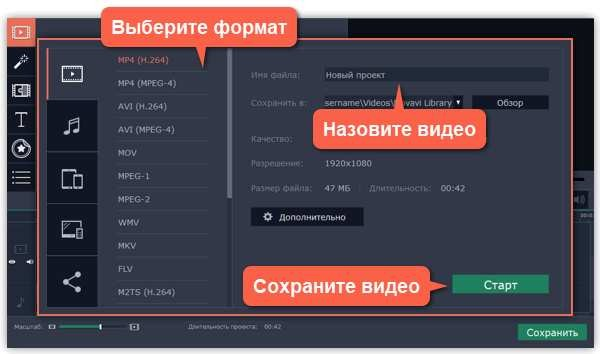 Выберите формат
MP4 (H.264)
MP4 (MPEG-4)
AVI (H.264)
AVI (MPEG-4)
MOV
MPEG-1
MPEG-2
WMV
MKV
FLV
M2TS (H.264)
Имя файла: Новый проект
Сохранить в: sername\Videos\ Library Обзор
Назовите видео
Качество:
Разрешение: 1920x1080
Размер файла: 47 МБ Длительность: 00:42
Дополнительно
Сохраните видео
Старт
Масштаб: Длительность проекта: 00:42 Сохранить